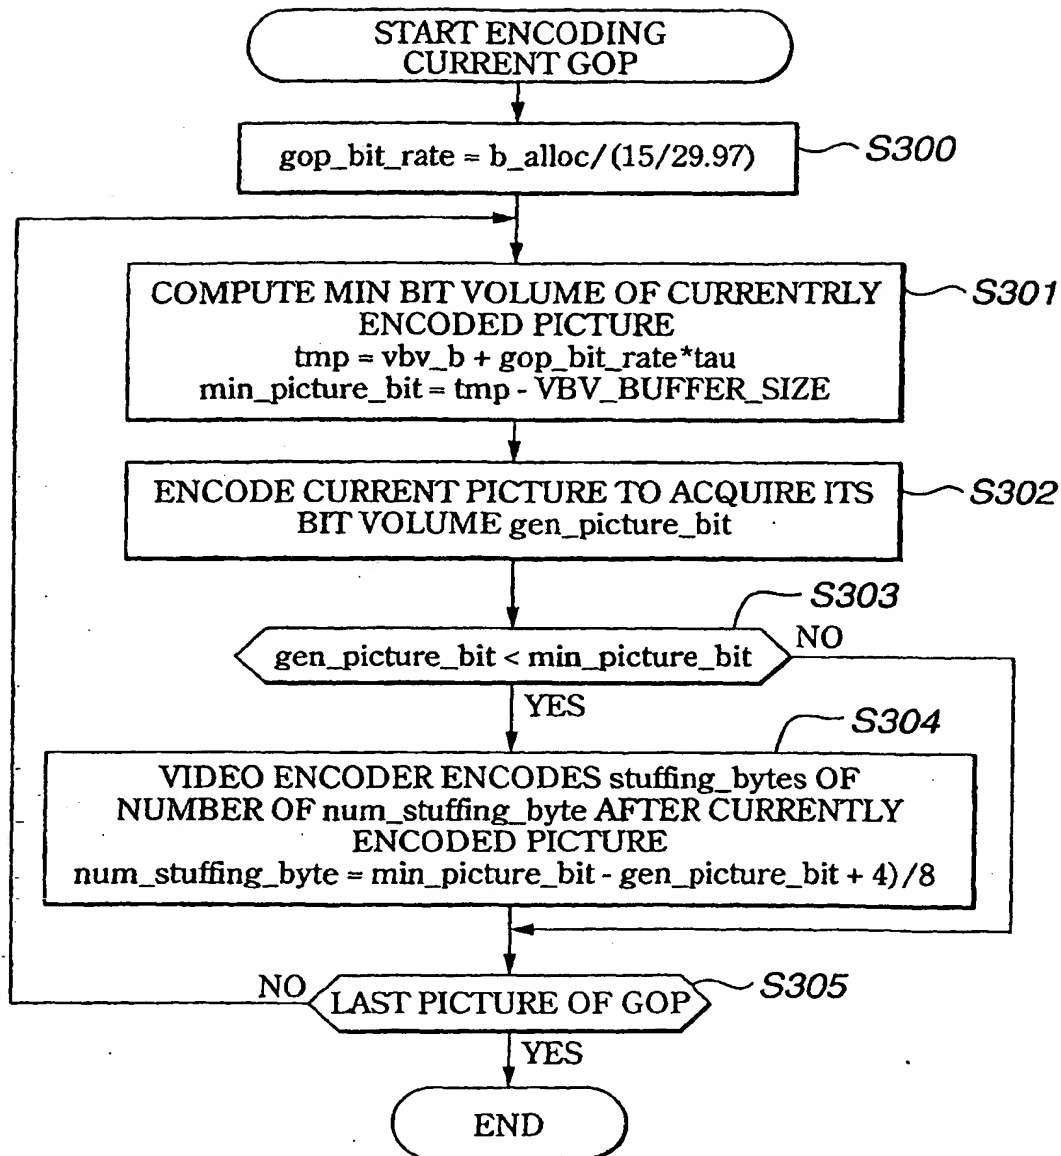 START ENCODING
CURRENT GOP
gop_bit_rate = b_alloc/(15/29.97)
S300
COMPUTE MIN BIT VOLUME OF CURRENTRLY
ENCODED PICTURE
tmp = vbv_b + gop_bit_rate*tau
min_picture_bit = tmp - VBV_BUFFER_SIZE
S301
ENCODE CURRENT PICTURE TO ACQUIRE ITS
BIT VOLUME gen_picture_bit
S302
S303
gen_picture_bit < min_picture_bit
NO
YES
S304
VIDEO ENCODER ENCODES stuffing_bytes OF
NUMBER OF num_stuffing_byte AFTER CURRENTLY
ENCODED PICTURE
num_stuffing_byte = min_picture_bit - gen_picture_bit + 4)/8
NO
LAST PICTURE OF GOP
S305
YES
END